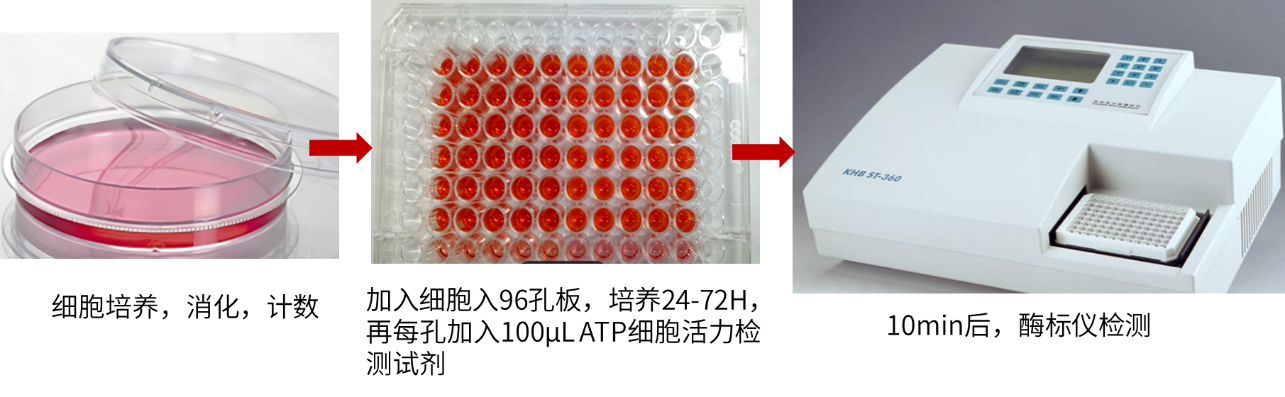 细胞培养，消化，计数
加入细胞入96孔板，培养24-72H，
再每孔加入100μL ATP细胞活力检
测试剂
KHB ST-360
10min后，酶标仪检测